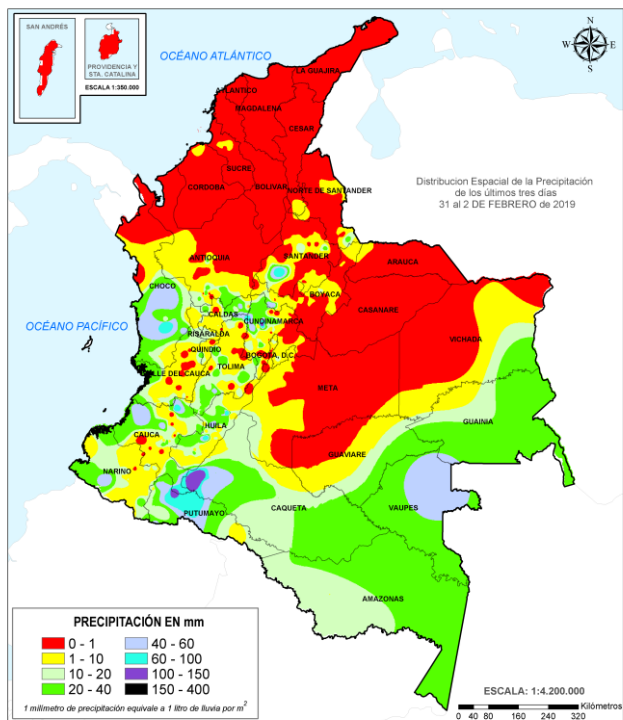 SAN ANDRÉS
PROVIDENCIA Y
STA. CATALINA
ESCALA 1:350.000
OCÉANO ATLÁNTICO
N
W
E
S
LA GUAJIRA
ATLANTICO
MAGDALENA
CESAR
SUCRE
CORDOBA
BOLIVAR
NORTE DE SANTANDER
Distribucion Espacial de la Precipitación
de los últimos tres días
31 al 2 DE FEBRERO de 2019
ANTIOQUIA
SANTANDER
ARAUCA
CHOCO
BOYACA
CASANARE
OCÉANO PACÍFICO
CALDAS
CUNDINAMARCA
RISARALDA
VICHADA
QUINDIO
BOGOTA, D.C.
VALLE DEL CAUCA
TOLIMA
META
GUAINIA
CAUCA
HUILA
GUAVIARE
NARINO
CAQUETA
VAUPES
PUTUMAYO
AMAZONAS
PRECIPITACIÓN EN mm
0 - 1
40 - 60
1 - 10
60 - 100
10 - 20
100 - 150
20 - 40
150 - 400
1 milímetro de precipitación equivale a 1 litro de lluvia por m²
ESCALA: 1:4.200.000
Kilómetros
0 40 80 160 240 320